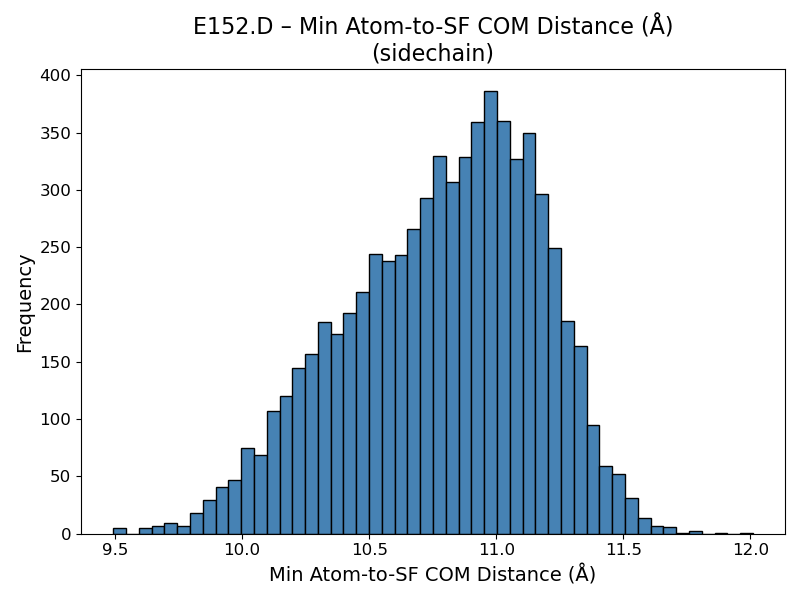 E152.D – Min Atom-to-SF COM Distance (Å)
(sidechain)
400
350
300
250
200
150
100
50
0
Frequency
9.5 10.0 10.5 11.0 11.5 12.0
Min Atom-to-SF COM Distance (Å)